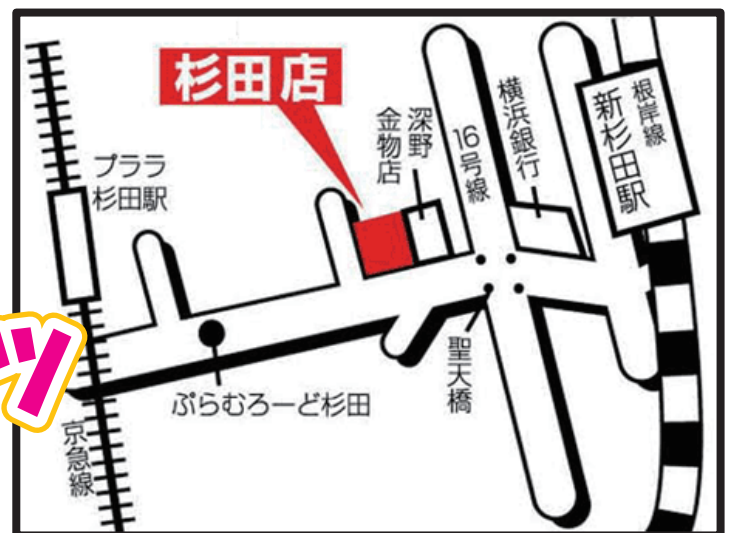 杉田店
プララ
杉田駅
深野
金物店
16号線
横浜銀行
根岸線
新杉田駅
ツ
ぷらむろーど杉田
聖天橋
京急線